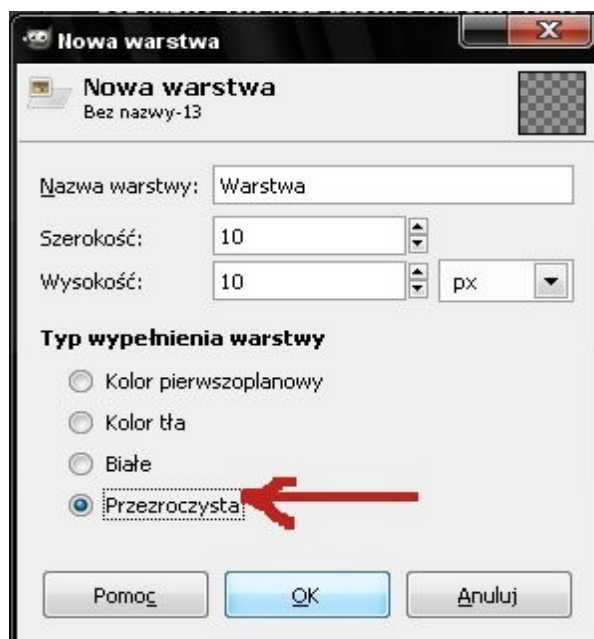 Nowa warstwa
Nowa warstwa
Bez nazwy-13
Nazwa warstwy: Warstwa
Szerokość: 10
Wysokość: 10 px
Typ wypełnienia warstwy
Kolor pierwszoplanowy
Kolor tła
Białe
Przezroczysta
Pomoc OK Anuluj